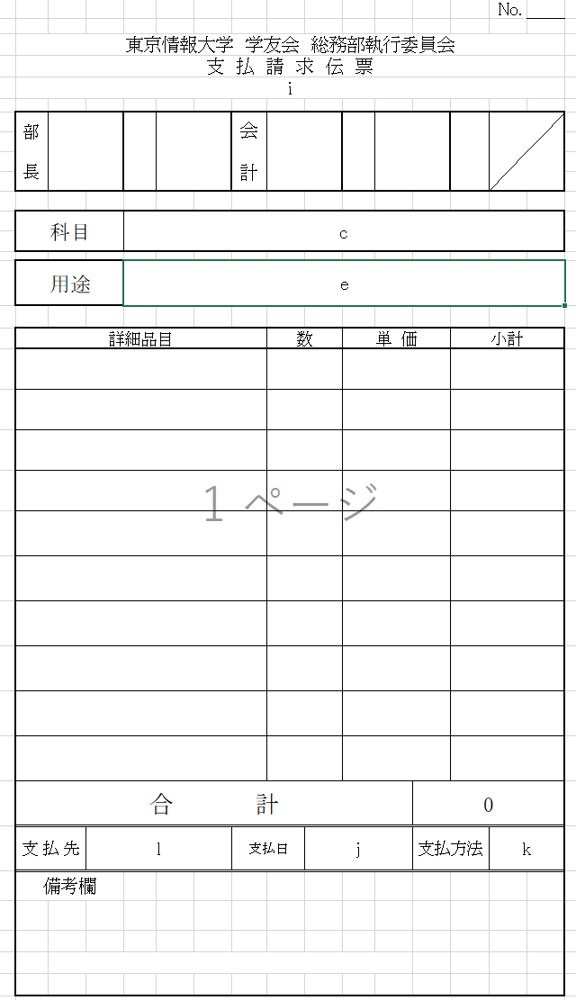 No.
東京情報大学　学友会　総務部執行委員会
支 払 請 求 伝 票
i
部長　会計
科目　c
用途　e
詳細品目　数　単 価　小計
1 ページ
合　計　0
支 払 先　l　支払日　j　支払方法　k
備考欄